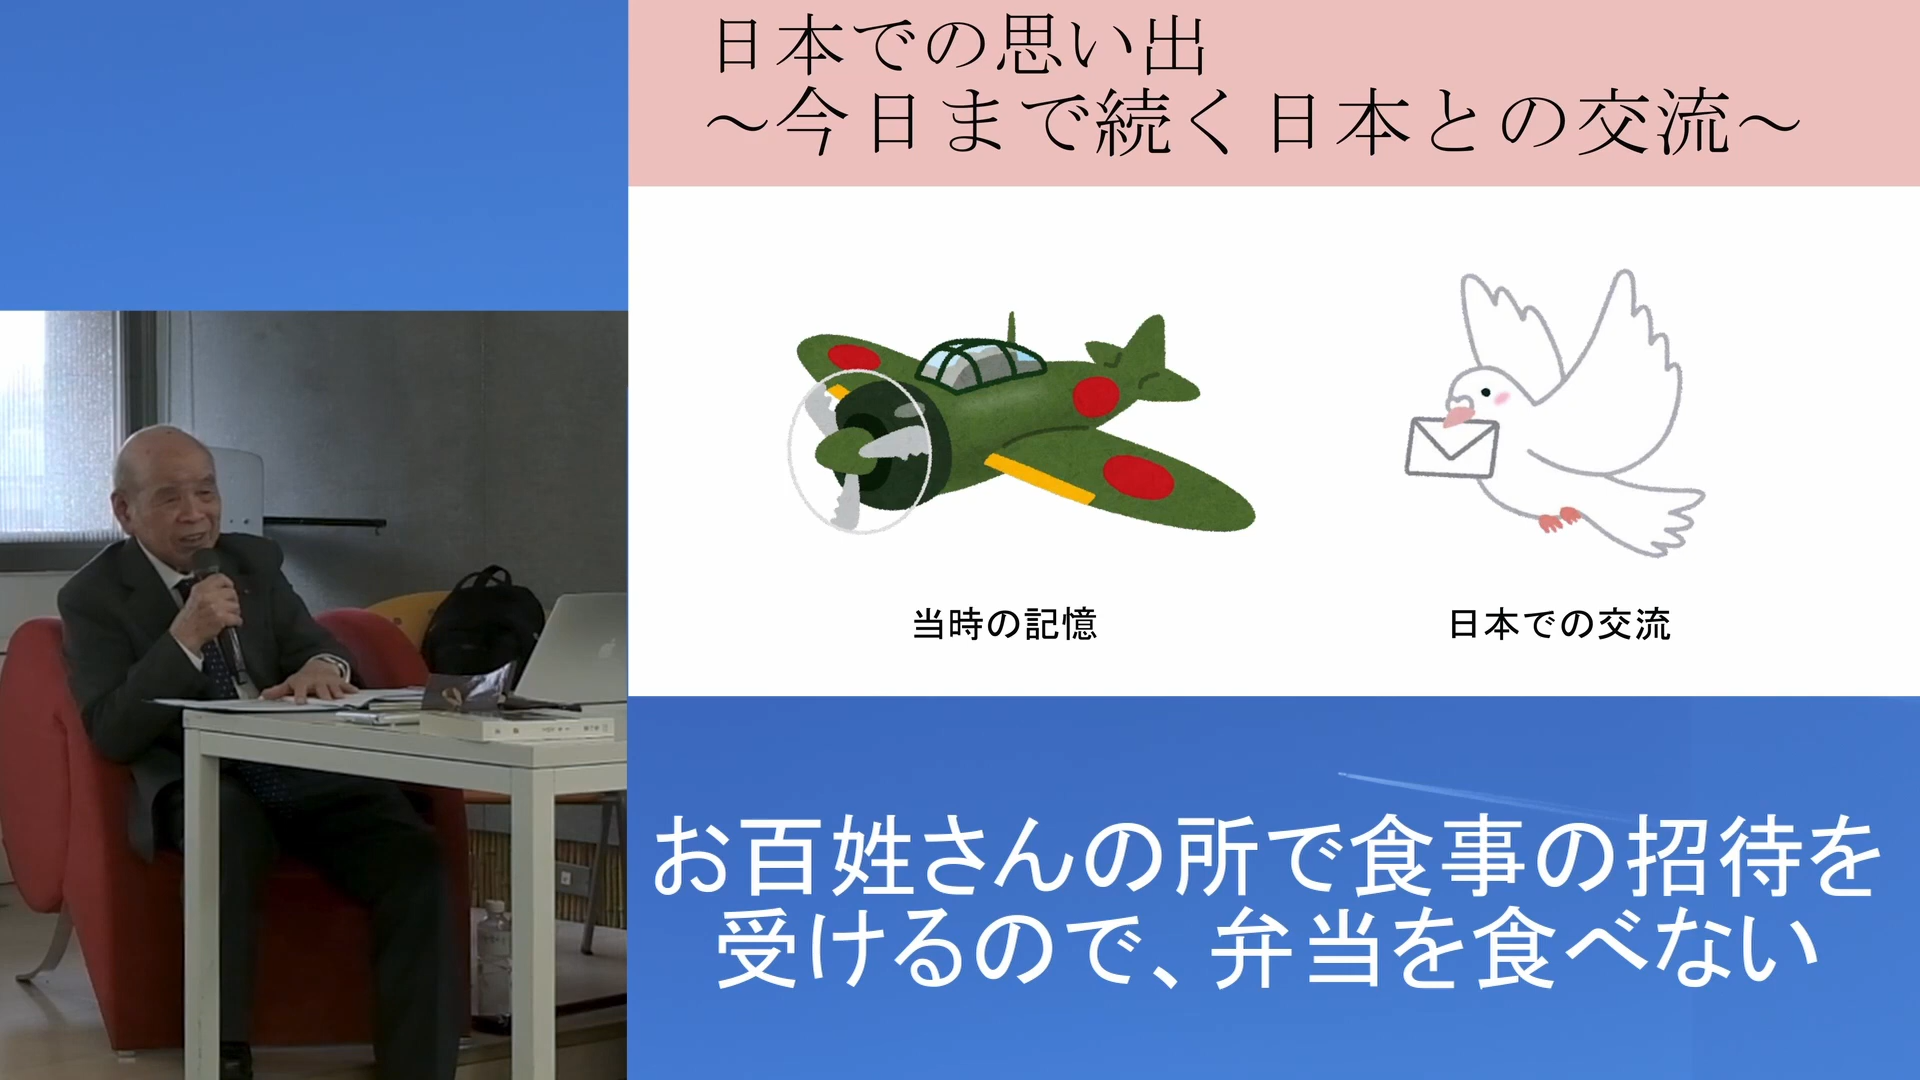 日本での思い出
～今日まで続く日本との交流～
当時の記憶
日本での交流
お百姓さんの所で食事の招待を
受けるので、弁当を食べない